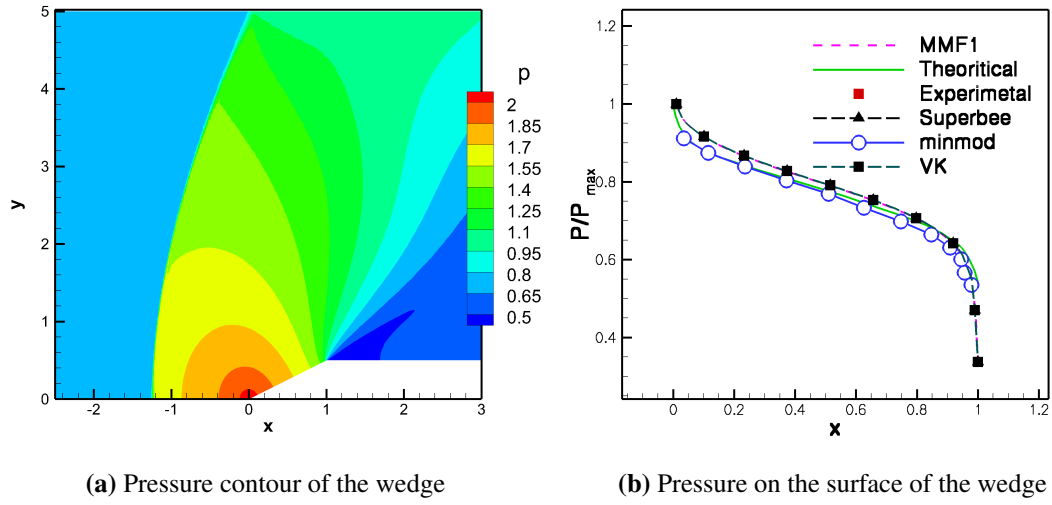 5
4
3
2
1
0
y
-2
-1
0
1
2
3
x
p
2
1.85
1.7
1.55
1.4
1.25
1.1
0.95
0.8
0.65
0.5
(a) Pressure contour of the wedge
1.2
1
0.8
0.6
0.4
P/P max
0
0.2
0.4
0.6
0.8
1
1.2
X
MMF1
Theoritical
Experimetal
Superbee
minmod
VK
(b) Pressure on the surface of the wedge